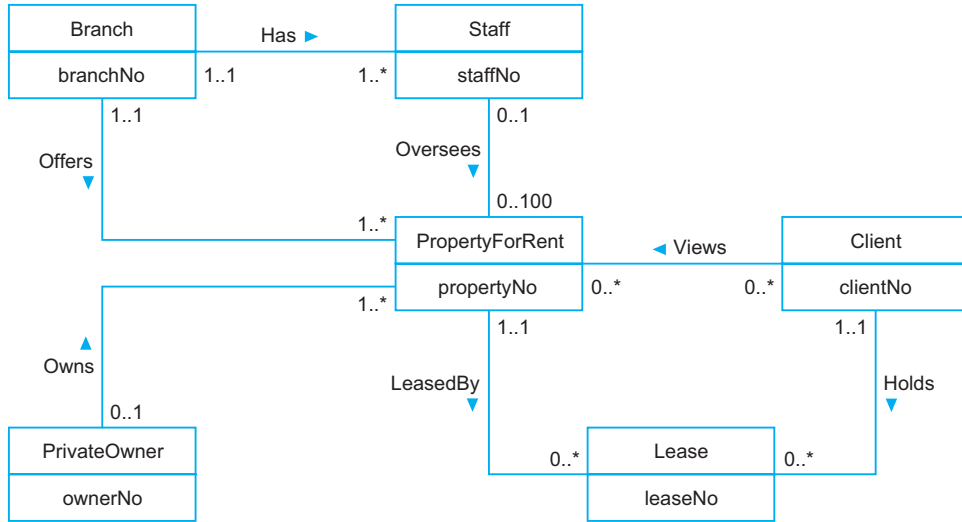 Branch
Has ►
Staff
branchNo
1..1
1..*
staffNo
1..1
0..1
Offers
▼
Oversees
▼
0..100
1..*
PropertyForRent
◄ Views
Client
propertyNo
0..*
0..*
clientNo
1..*
1..1
1..1
▲
Owns
LeasedBy
▼
Holds
▼
0..1
PrivateOwner
ownerNo
0..*
Lease
0..*
leaseNo